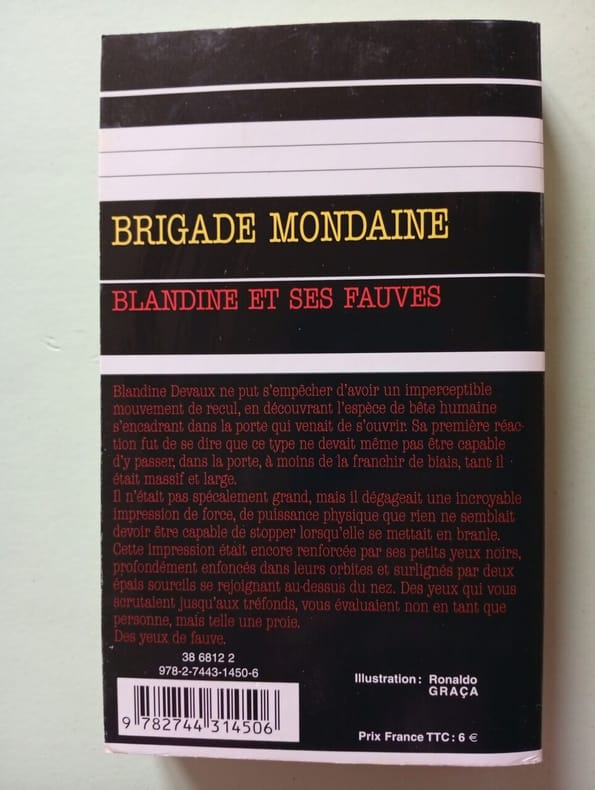 BRIGADE MONDAINE
BLANDINE ET SES FAUVES
Blandine Devaux ne put s'empêcher d'avoir un imperceptible
mouvement de recul, en découvrant l'espèce de bête humaine
s'encadrant dans la porte qui venait de s'ouvrir. Sa première réac-
tion fut de se dire que ce type ne devait même pas être capable
d'y passer, dans la porte, à moins de la franchir de biais, tant il
était massif et large.
Il n'était pas spécalement grand, mais il dégageait une incroyable
impression de force, de puissance physique que rien ne semblait
devoir être capable de stopper lorsqu'elle se mettait en branle.
Cette impression était encore renforcée par ses petits yeux noirs,
profondément enfoncés dans leurs orbites et surlignés par deux
épais sourcils se rejoignant au-dessus du nez. Des yeux qui vous
scrutaient jusqu'aux tréfonds, vous évaluaient non en tant que
personne, mais telle une proie.
Des yeux de fauve.
38 6812 2
978-2-7443-1450-6
9 782744 314506
Illustration : Ronaldo
GRAÇA
Prix France TTC : 6 €